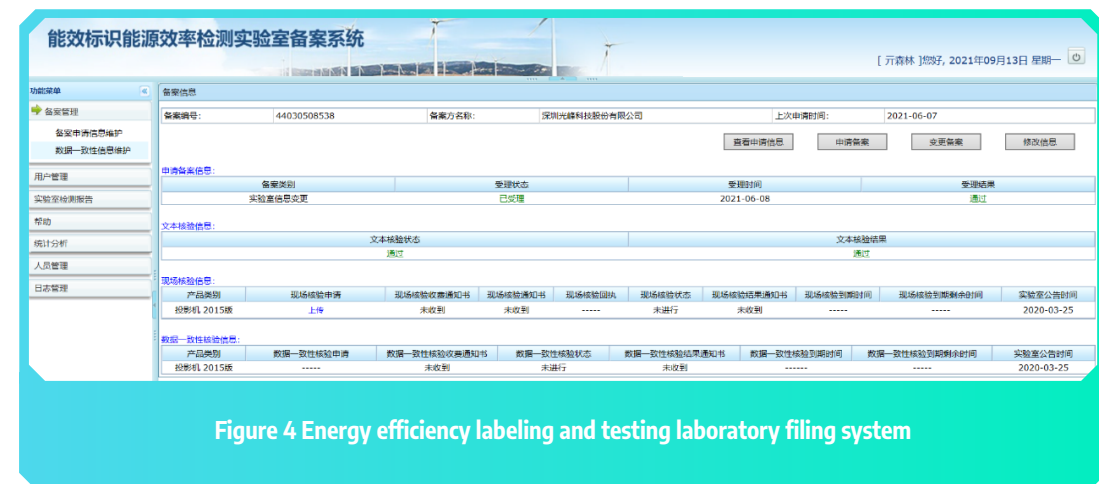 能效标识能源效率检测实验室备案系统
[ 亓森林 ]您好, 2021年09月13日 星期一
功能菜单
备案信息
备案管理
备案申请信息维护
数据一致性信息维护
用户管理
实验室检测报告
帮助
统计分析
人员管理
日志管理
备案编号: 44030508538 备案方名称: 深圳光峰科技股份有限公司 上次申请时间: 2021-06-07
查看申请信息 申请备案 变更备案 修改信息
申请备案信息:
备案类别 受理状态 受理时间 受理结果
实验室信息变更 已受理 2021-06-08 通过
文本核验信息:
文本核验状态 文本核验结果
通过 通过
现场核验信息:
产品类别 现场核验申请 现场核验收费通知书 现场核验通知书 现场核验回执 现场核验状态 现场核验结果通知书 现场核验到期时间 现场核验到期剩余时间 实验室公告时间
投影机 2015版 上传 未收到 未收到 ----- 未进行 未收到 ----- ----- 2020-03-25
数据一致性核验信息:
产品类别 数据一致性核验申请 数据一致性核验收费通知书 数据一致性核验状态 数据一致性核验结果通知书 数据一致性核验到期时间 数据一致性核验到期剩余时间 实验室公告时间
投影机 2015版 ----- 未收到 未进行 未收到 ------ ----- 2020-03-25
Figure 4 Energy efficiency labeling and testing laboratory filing system